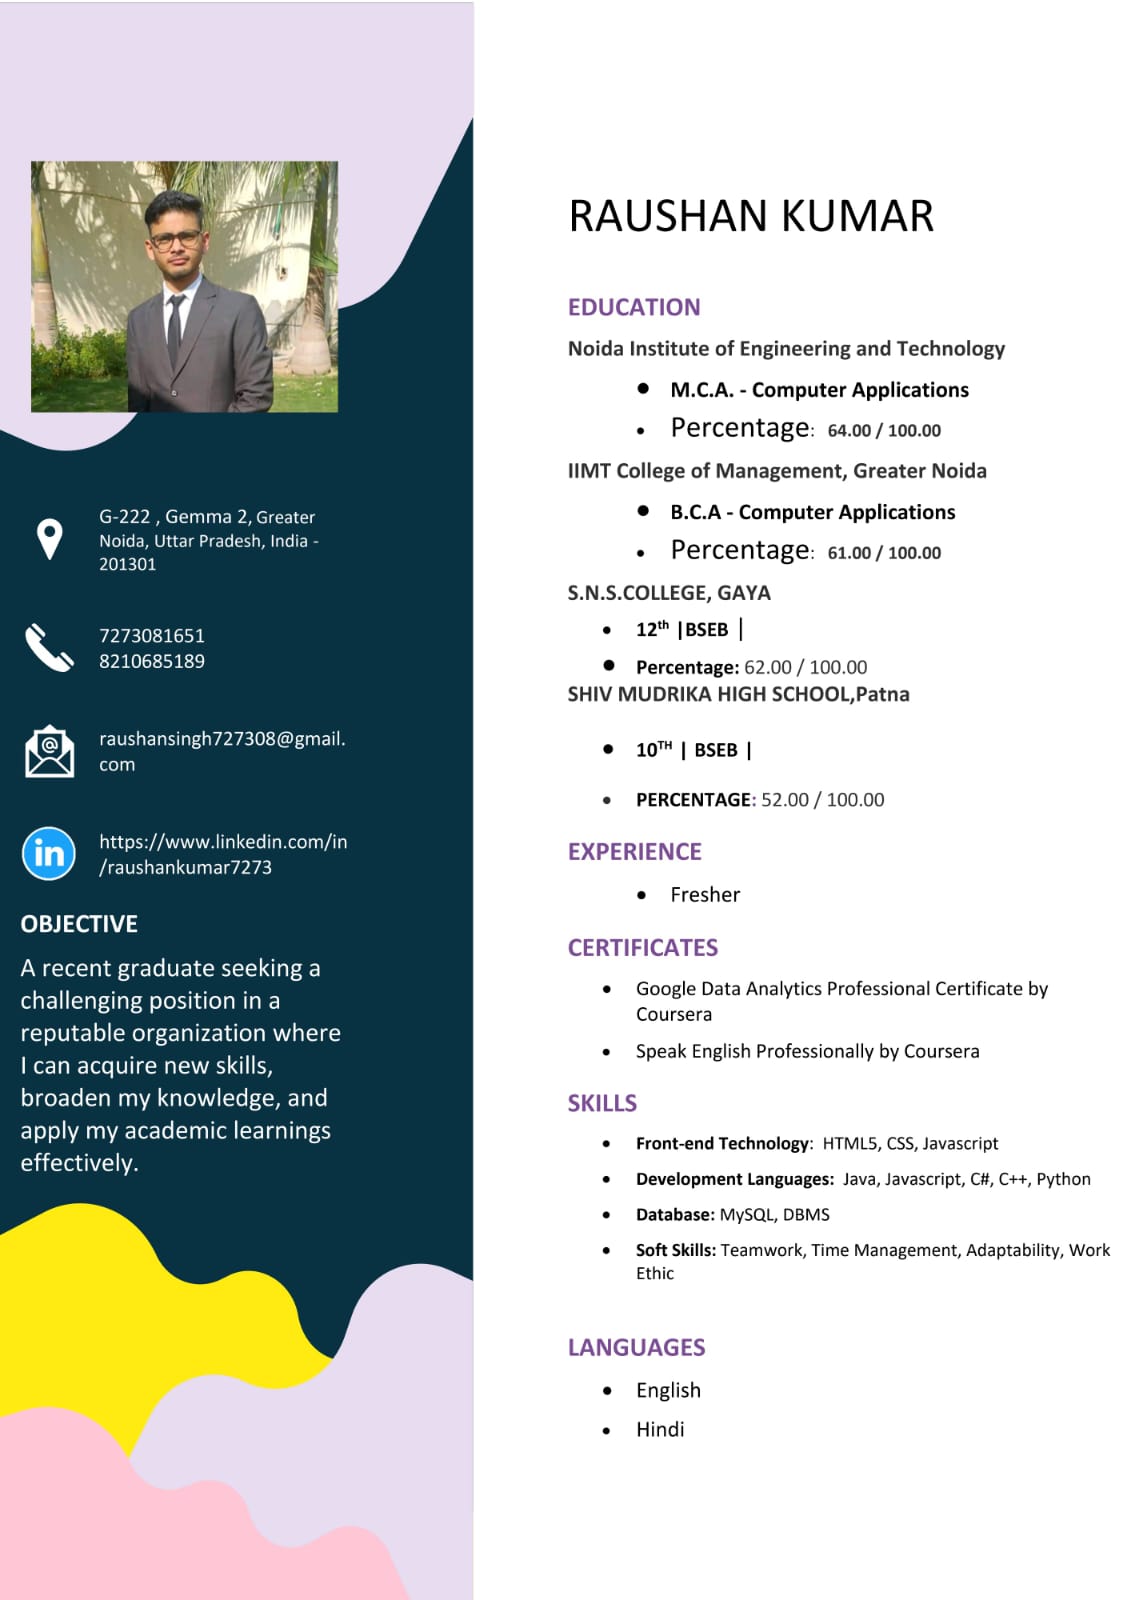 G-222 , Gemma 2, Greater
Noida, Uttar Pradesh, India -
201301
7273081651
8210685189
raushansingh727308@gmail.
com
https://www.linkedin.com/in
/raushankumar7273
OBJECTIVE
A recent graduate seeking a
challenging position in a
reputable organization where
I can acquire new skills,
broaden my knowledge, and
apply my academic learnings
effectively.
RAUSHAN KUMAR
EDUCATION
Noida Institute of Engineering and Technology
• M.C.A. - Computer Applications
• Percentage: 64.00 / 100.00
IIMT College of Management, Greater Noida
• B.C.A - Computer Applications
• Percentage: 61.00 / 100.00
S.N.S.COLLEGE, GAYA
• 12th |BSEB |
• Percentage: 62.00 / 100.00
SHIV MUDRIKA HIGH SCHOOL,Patna
• 10TH | BSEB |
• PERCENTAGE: 52.00 / 100.00
EXPERIENCE
• Fresher
CERTIFICATES
• Google Data Analytics Professional Certificate by
Coursera
• Speak English Professionally by Coursera
SKILLS
• Front-end Technology: HTML5, CSS, Javascript
• Development Languages: Java, Javascript, C#, C++, Python
• Database: MySQL, DBMS
• Soft Skills: Teamwork, Time Management, Adaptability, Work
Ethic
LANGUAGES
• English
• Hindi